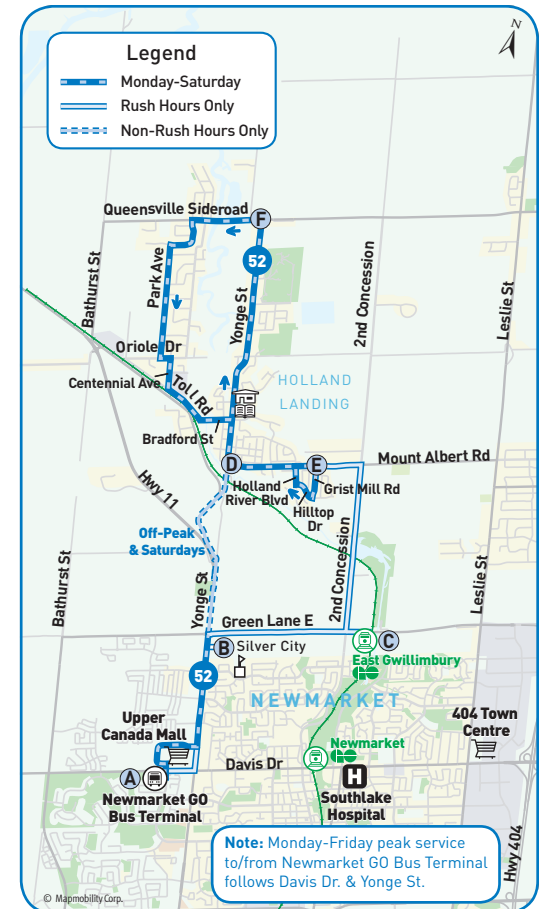 N
Legend
Monday-Saturday
Rush Hours Only
Non-Rush Hours Only
Queensville Sideroad
F
52
Bathurst St
Park Ave
Yonge St
2nd Concession
Leslie St
Oriole Dr
Centennial Ave
Toll Rd
HOLLAND
LANDING
Bradford St
D
E
Mount Albert Rd
Holland
River Blvd
Grist Mill Rd
Hilltop
Dr
Hwy 11
Off-Peak
& Saturdays
Bathurst St
Yonge St
2nd Concession
Leslie St
Green Lane E
B
Silver City
C
East Gwillimbury
52
NEWMARKET
Upper
Canada Mall
404 Town
Centre
Newmarket
Davis Dr
A
H
Newmarket GO
Bus Terminal
Southlake
Hospital
Hwy 404
Note: Monday-Friday peak service
to/from Newmarket GO Bus Terminal
follows Davis Dr. & Yonge St.
© Mapmobility Corp.